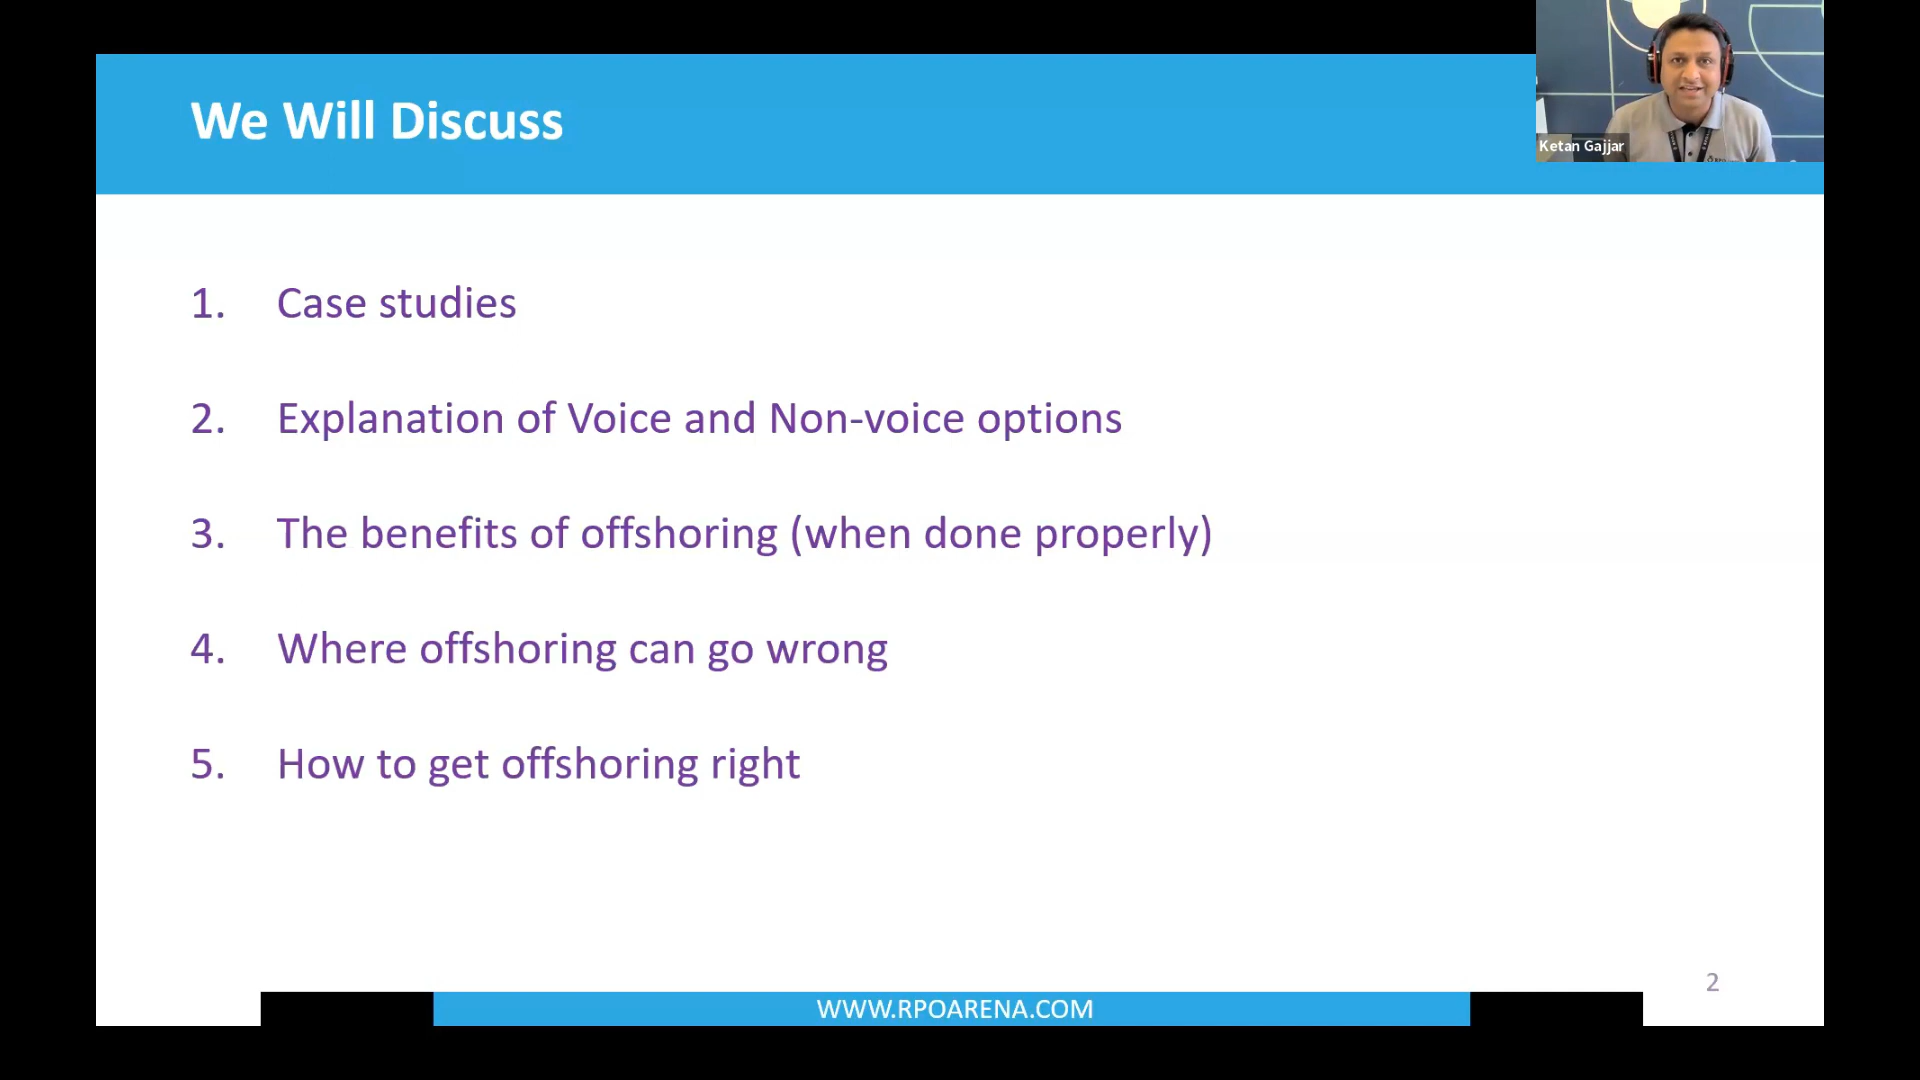 We Will Discuss
Ketan Gajjar
1. Case studies
2. Explanation of Voice and Non-voice options
3. The benefits of offshoring (when done properly)
4. Where offshoring can go wrong
5. How to get offshoring right
2
WWW.RPOARENA.COM